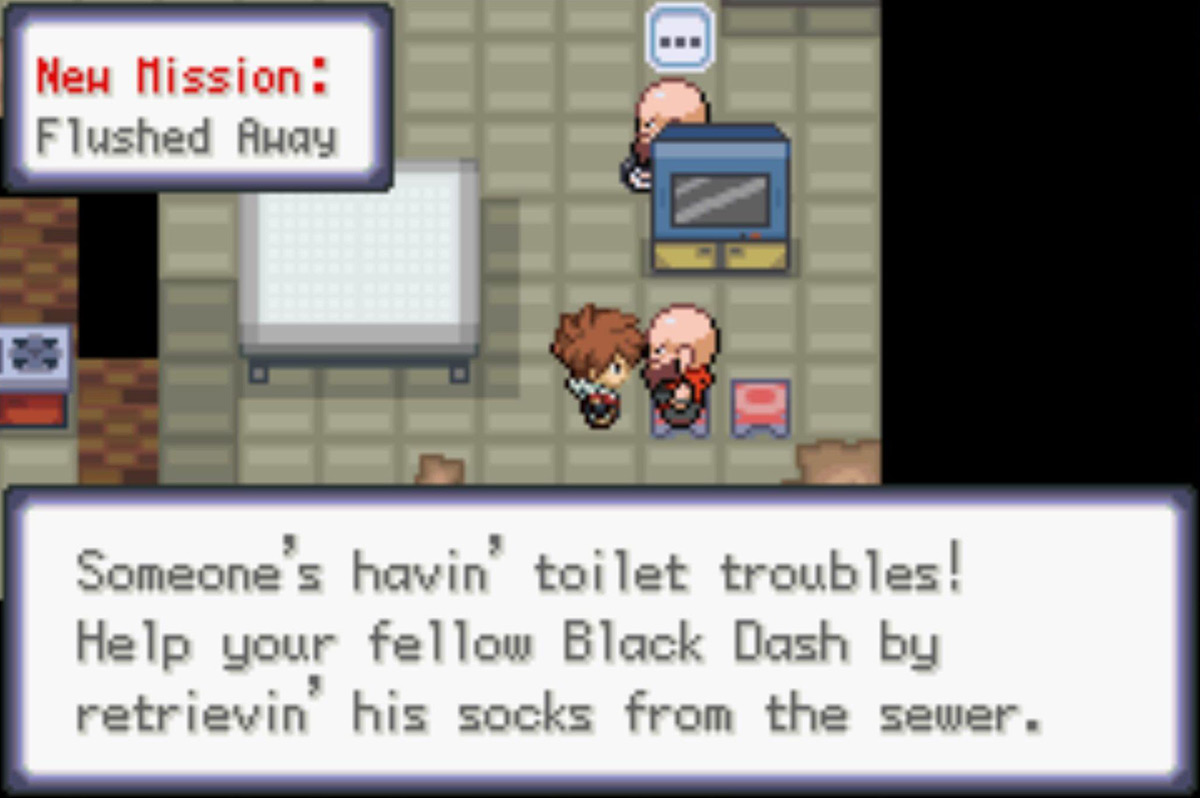 New Mission:
Flushed Away
...
Someone's havin' toilet troubles!
Help your fellow Black Dash by
retrievin' his socks from the sewer.